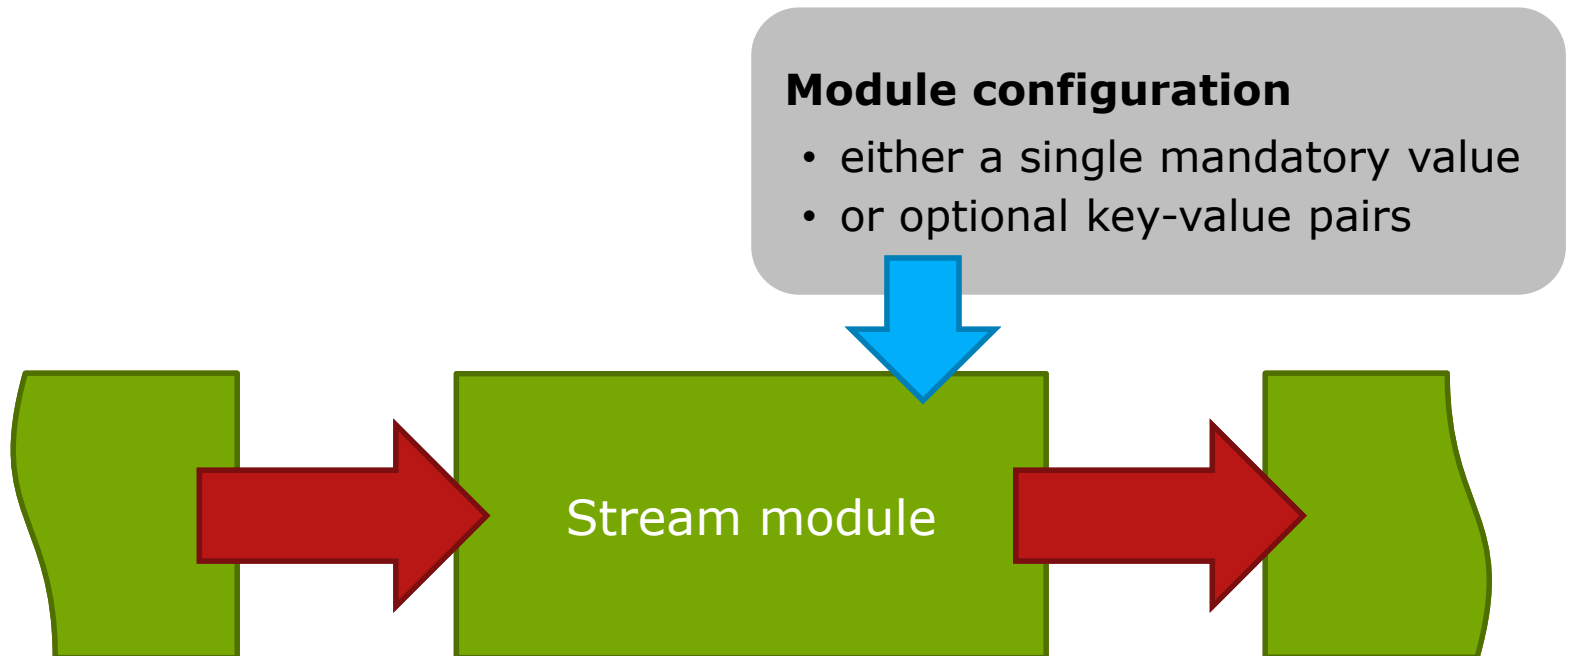 Module configuration
• either a single mandatory value
• or optional key-value pairs
Stream module